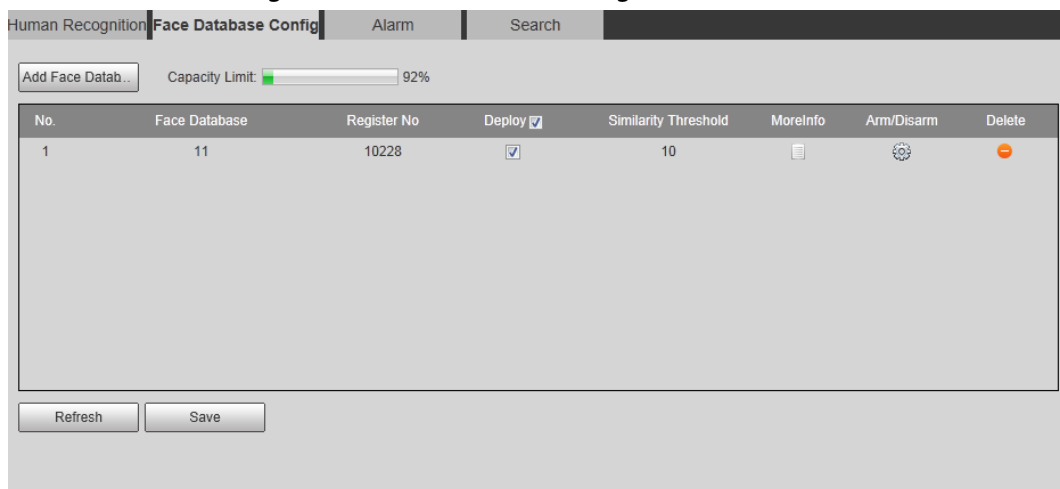 Human Recognition Face Database Config Alarm Search
Add Face Datab... Capacity Limit: 92%
No. Face Database Register No Deploy Similarity Threshold MoreInfo Arm/Disarm Delete
1 11 10228 10
Refresh Save